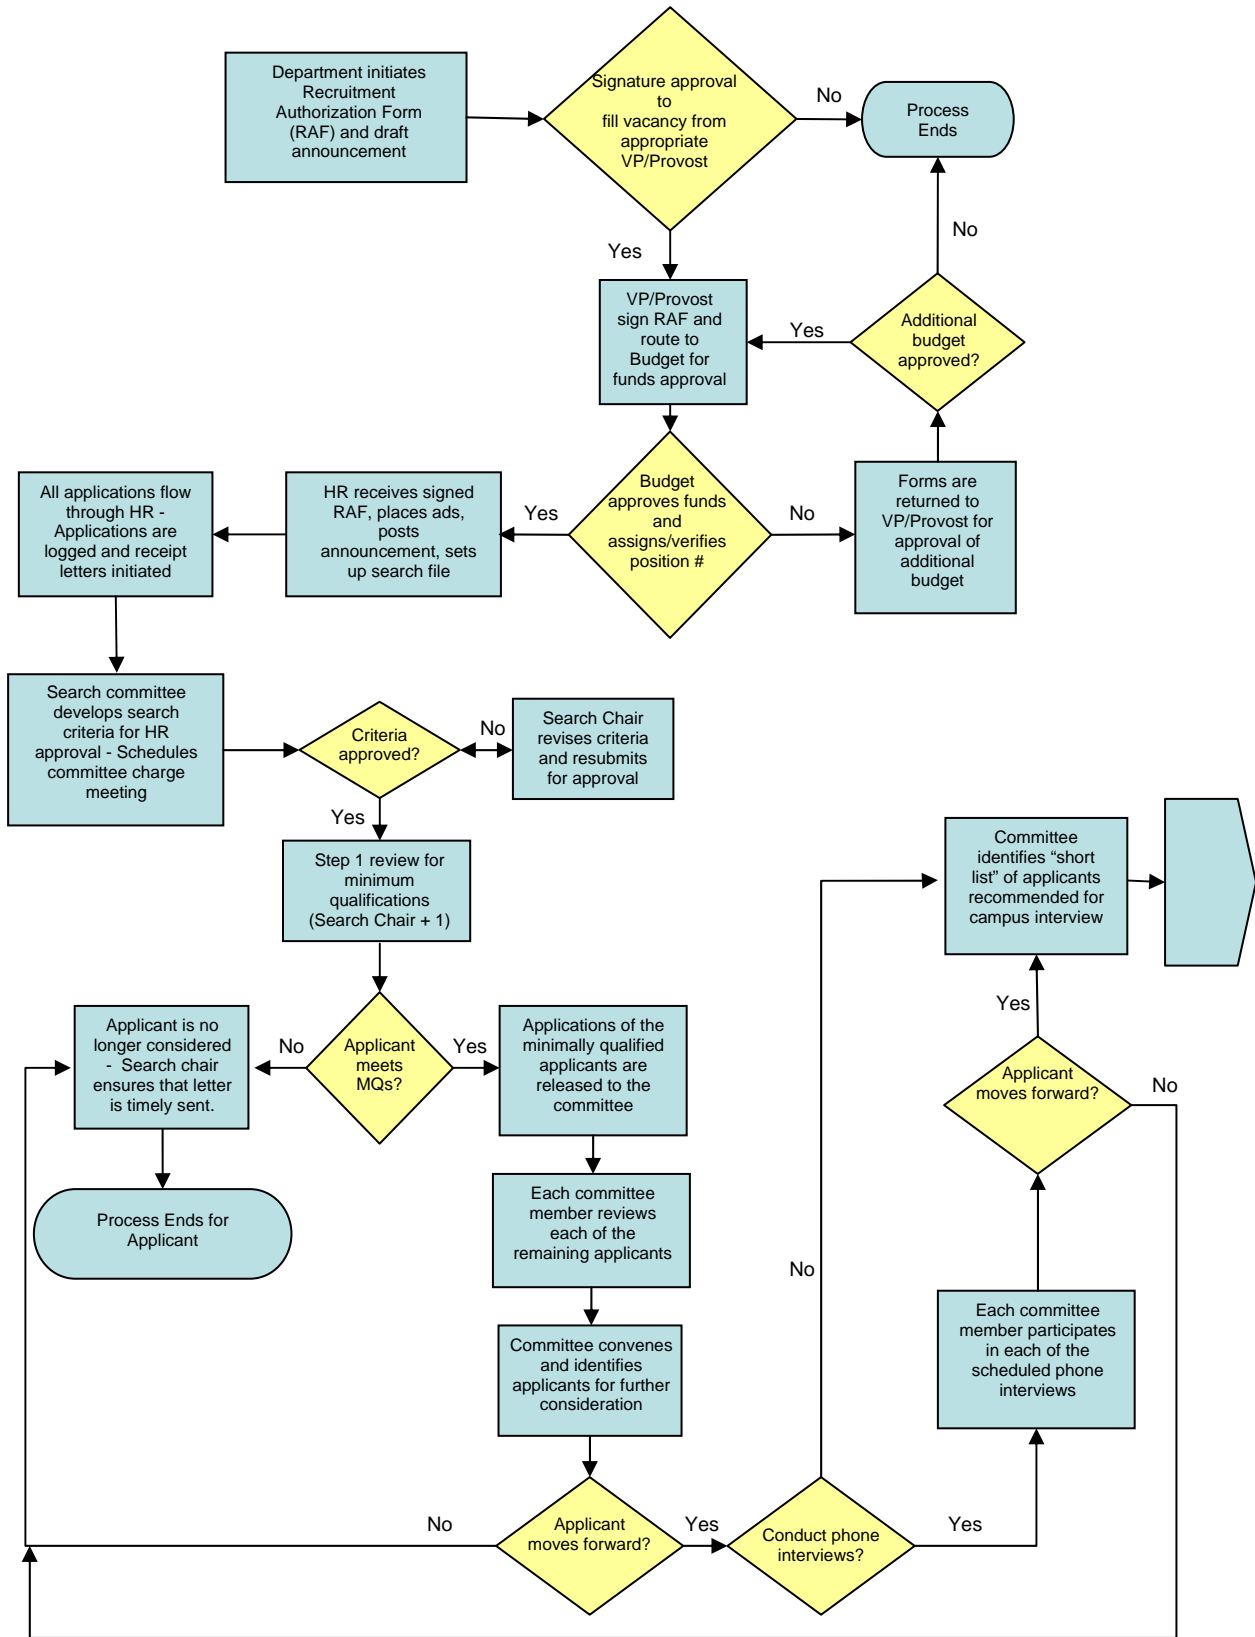 Department initiates
Recruitment
Authorization Form
(RAF) and draft
announcement
Signature approval
to
fill vacancy from
appropriate
VP/Provost
No
Process
Ends
Yes
No
VP/Provost
sign RAF and
route to
Budget for
funds approval
Yes
Additional
budget
approved?
All applications flow
through HR -
Applications are
logged and receipt
letters initiated
HR receives signed
RAF, places ads,
posts
announcement, sets
up search file
Yes
Budget
approves funds
and
assigns/verifies
position #
No
Forms are
returned to
VP/Provost for
approval of
additional
budget
Search committee
develops search
criteria for HR
approval - Schedules
committee charge
meeting
Criteria
approved?
No
Search Chair
revises criteria
and resubmits
for approval
Yes
Step 1 review for
minimum
qualifications
(Search Chair + 1)
Committee
identifies “short
list” of applicants
recommended for
campus interview
Applicant is no
longer considered
- Search chair
ensures that letter
is timely sent.
No
Applicant
meets
MQs?
Yes
Applications of the
minimally qualified
applicants are
released to the
committee
Yes
Applicant
moves forward?
No
Process Ends for
Applicant
Each committee
member reviews
each of the
remaining applicants
No
Each committee
member participates
in each of the
scheduled phone
interviews
Committee convenes
and identifies
applicants for further
consideration
No
Applicant
moves forward?
Yes
Conduct phone
interviews?
Yes